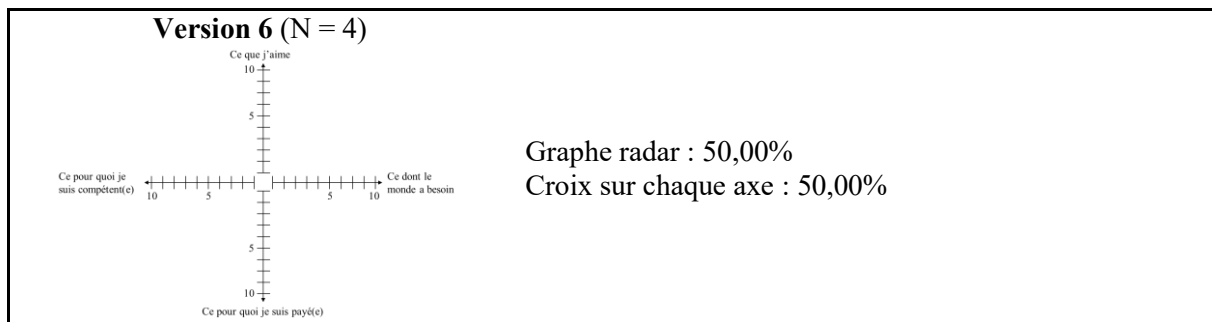 Version 6 (N = 4)
Ce que j’aime
10
5
Ce pour quoi je
suis compétent(e)
10
5
5
10
Ce dont le
monde a besoin
5
10
Ce pour quoi je suis payé(e)
Graphe radar : 50,00%
Croix sur chaque axe : 50,00%